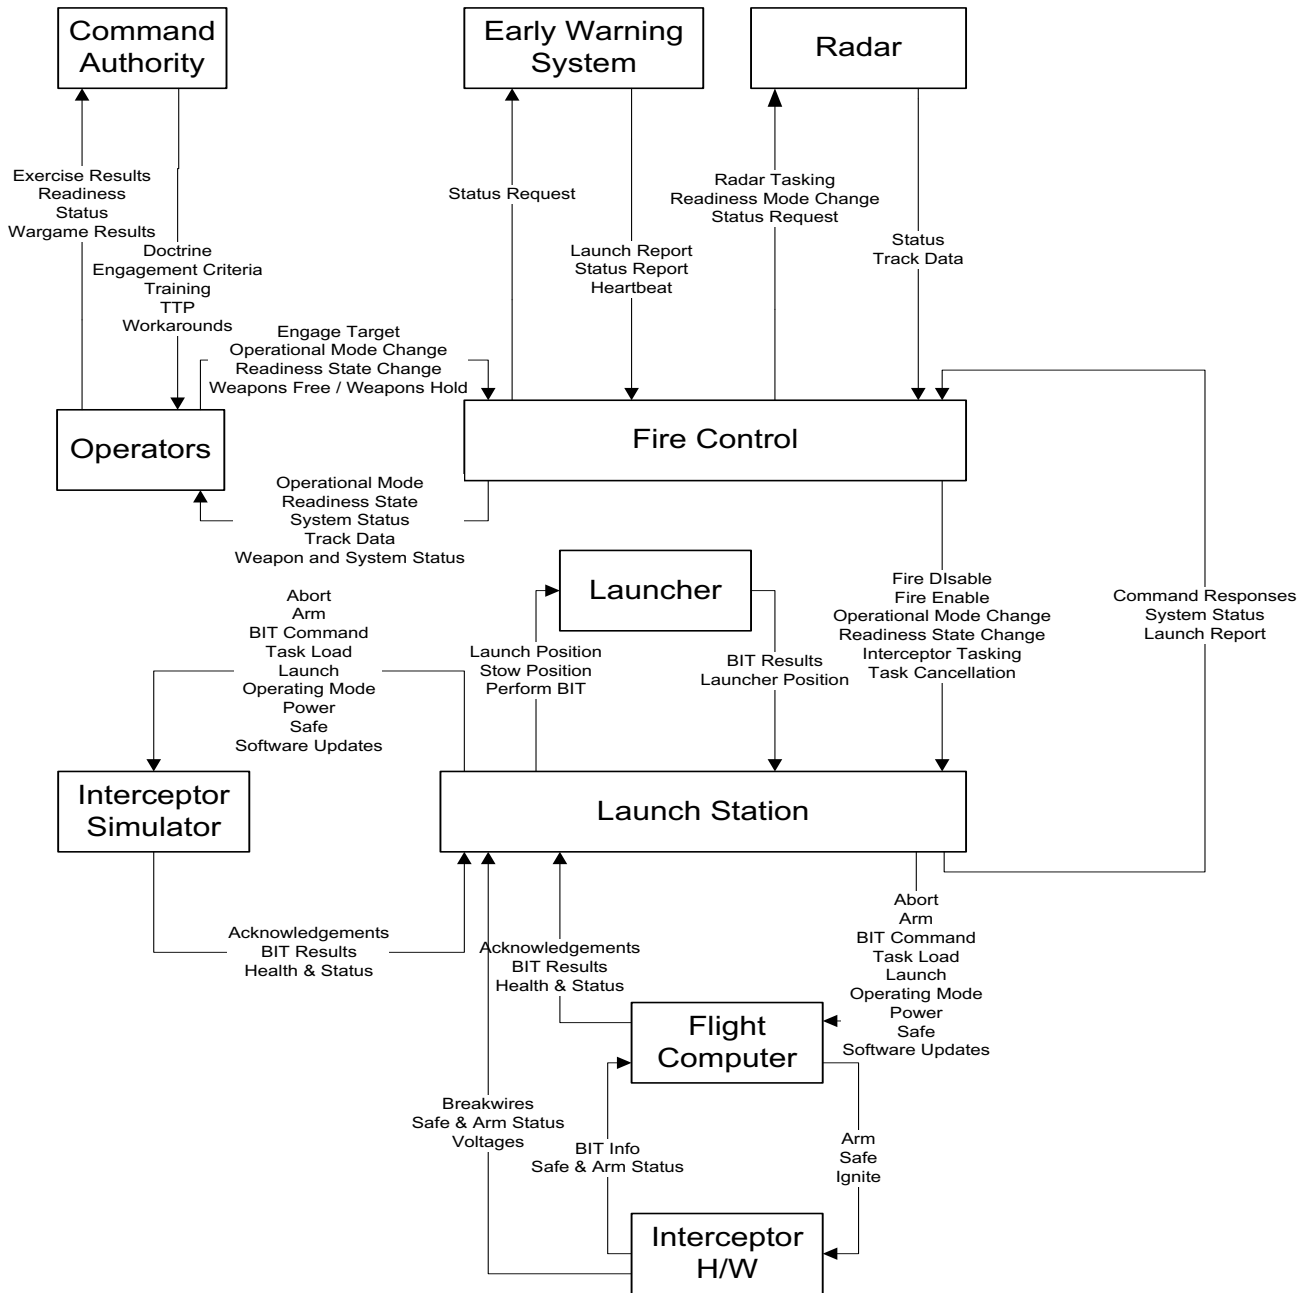 Command
Authority
Early Warning
System
Radar
Exercise Results
Readiness
Status
Wargame Results
Doctrine
Engagement Criteria
Training
TTP
Workarounds
Status Request
Launch Report
Status Report
Heartbeat
Radar Tasking
Readiness Mode Change
Status Request
Status
Track Data
Engage Target
Operational Mode Change
Readiness State Change
Weapons Free / Weapons Hold
Operators
Fire Control
Operational Mode
Readiness State
System Status
Track Data
Weapon and System Status
Launcher
Fire DIsable
Fire Enable
Operational Mode Change
Readiness State Change
Interceptor Tasking
Task Cancellation
Command Responses
System Status
Launch Report
Abort
Arm
BIT Command
Task Load
Launch
Operating Mode
Power
Safe
Software Updates
Launch Position
Stow Position
Perform BIT
BIT Results
Launcher Position
Interceptor
Simulator
Launch Station
Acknowledgements
BIT Results
Health & Status
Acknowledgements
BIT Results
Health & Status
Abort
Arm
BIT Command
Task Load
Launch
Operating Mode
Power
Safe
Software Updates
Flight
Computer
Breakwires
Safe & Arm Status
Voltages
BIT Info
Safe & Arm Status
Arm
Safe
Ignite
Interceptor
H/W